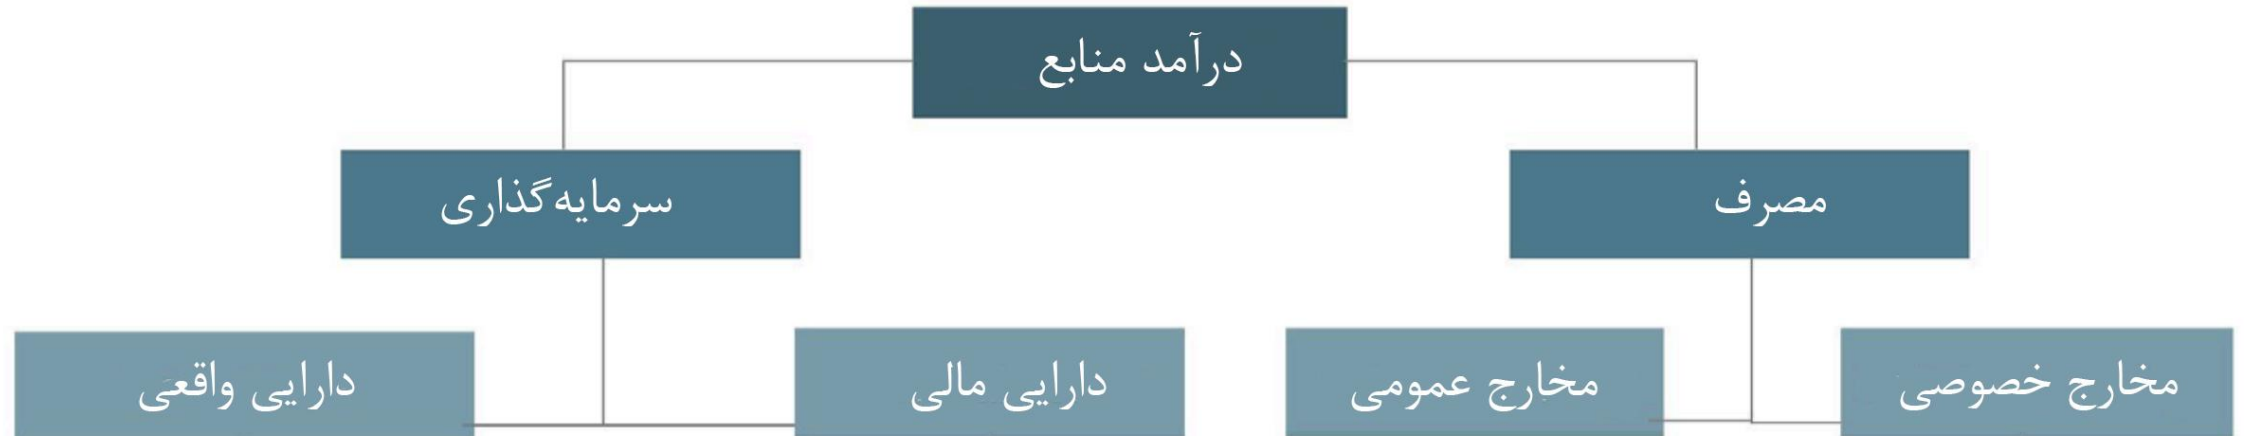 درآمد منابع
مصرف
سرمایه‌گذاری
مخارج خصوصی
مخارج عمومی
دارایی مالی
دارایی واقعی